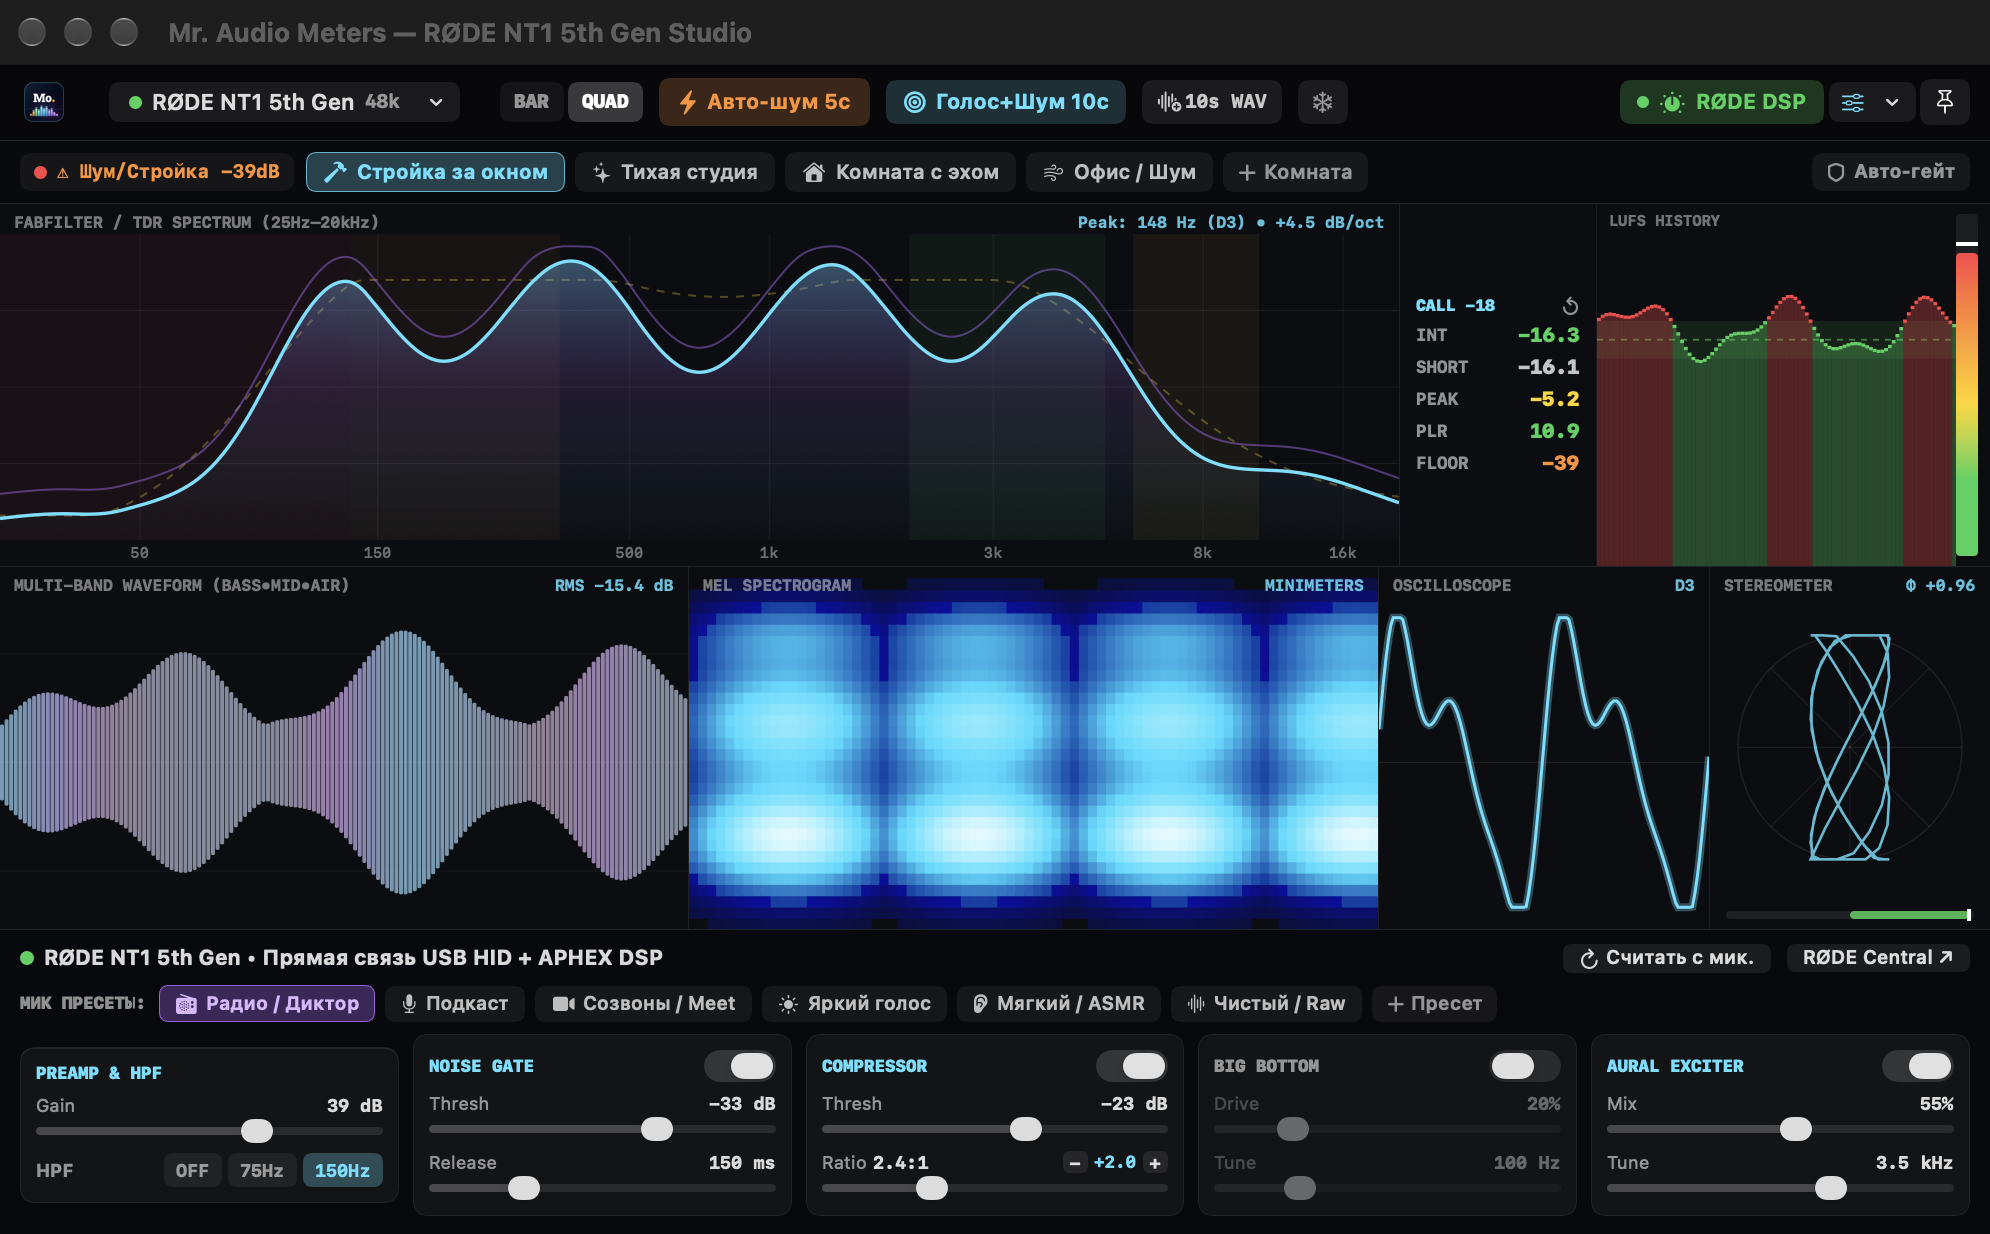 Mr. Audio Meters — RØDE NT1 5th Gen Studio
Mo.
RØDE NT1 5th Gen 48k
BAR QUAD
Авто-шум 5с
Голос+Шум 10с
10s WAV
RØDE DSP
⚠ Шум/Стройка −39dB
Стройка за окном
Тихая студия
Комната с эхом
Офис / Шум
+ Комната
Авто-гейт
FABFILTER / TDR SPECTRUM (25Hz—20kHz)
Peak: 148 Hz (D3) • +4.5 dB/oct
50 150 500 1k 3k 8k 16k
CALL −18
INT −16.3
SHORT −16.1
PEAK −5.2
PLR 10.9
FLOOR −39
LUFS HISTORY
MULTI−BAND WAVEFORM (BASS•MID•AIR)
RMS −15.4 dB
MEL SPECTROGRAM
MINIMETERS
OSCILLOSCOPE
D3
STEREOMETER
Φ +0.96
RØDE NT1 5th Gen • Прямая связь USB HID + APHEX DSP
Считать с мик.
RØDE Central ↗
МИК ПРЕСЕТЫ:
Радио / Диктор
Подкаст
Созвоны / Meet
Яркий голос
Мягкий / ASMR
Чистый / Raw
+ Пресет
PREAMP & HPF
Gain 39 dB
HPF OFF 75Hz 150Hz
NOISE GATE
Thresh −33 dB
Release 150 ms
COMPRESSOR
Thresh −23 dB
Ratio 2.4:1 − +2.0 +
BIG BOTTOM
Drive 20%
Tune 100 Hz
AURAL EXCITER
Mix 55%
Tune 3.5 kHz